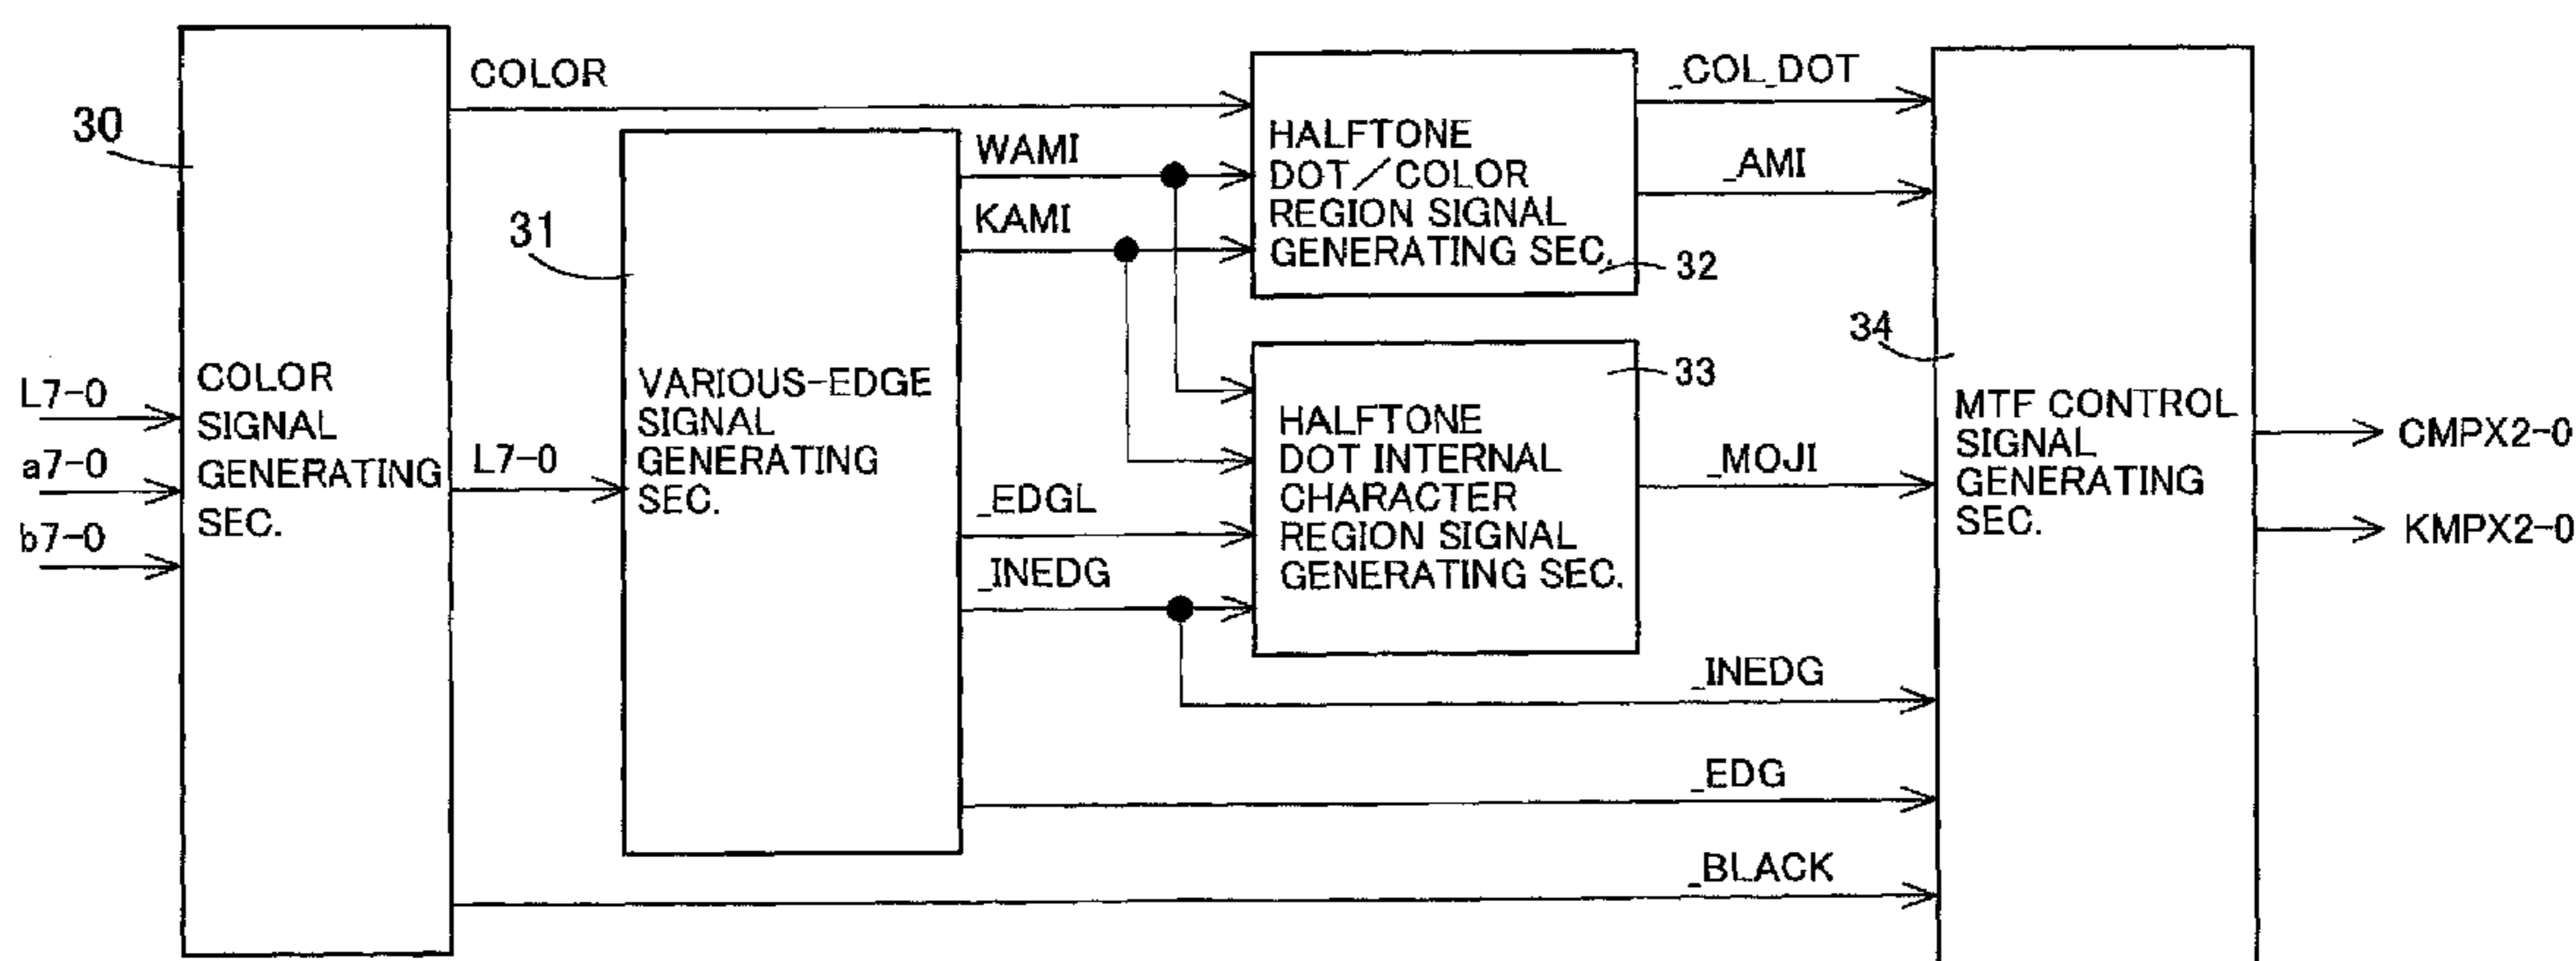 30
L7-0
a7-0
b7-0
COLOR
SIGNAL
GENERATING
SEC.
COLOR
L7-0
31
VARIOUS-EDGE
SIGNAL
GENERATING
SEC.
WAMI
KAMI
_EDGL
_INEDG
HALFTONE
DOT/COLOR
REGION SIGNAL
GENERATING SEC.
32
33
HALFTONE
DOT INTERNAL
CHARACTER
REGION SIGNAL
GENERATING SEC.
_COL_DOT
_AMI
_MOJI
_INEDG
_EDG
_BLACK
34
MTF CONTROL
SIGNAL
GENERATING
SEC.
CMPX2-0
KMPX2-0